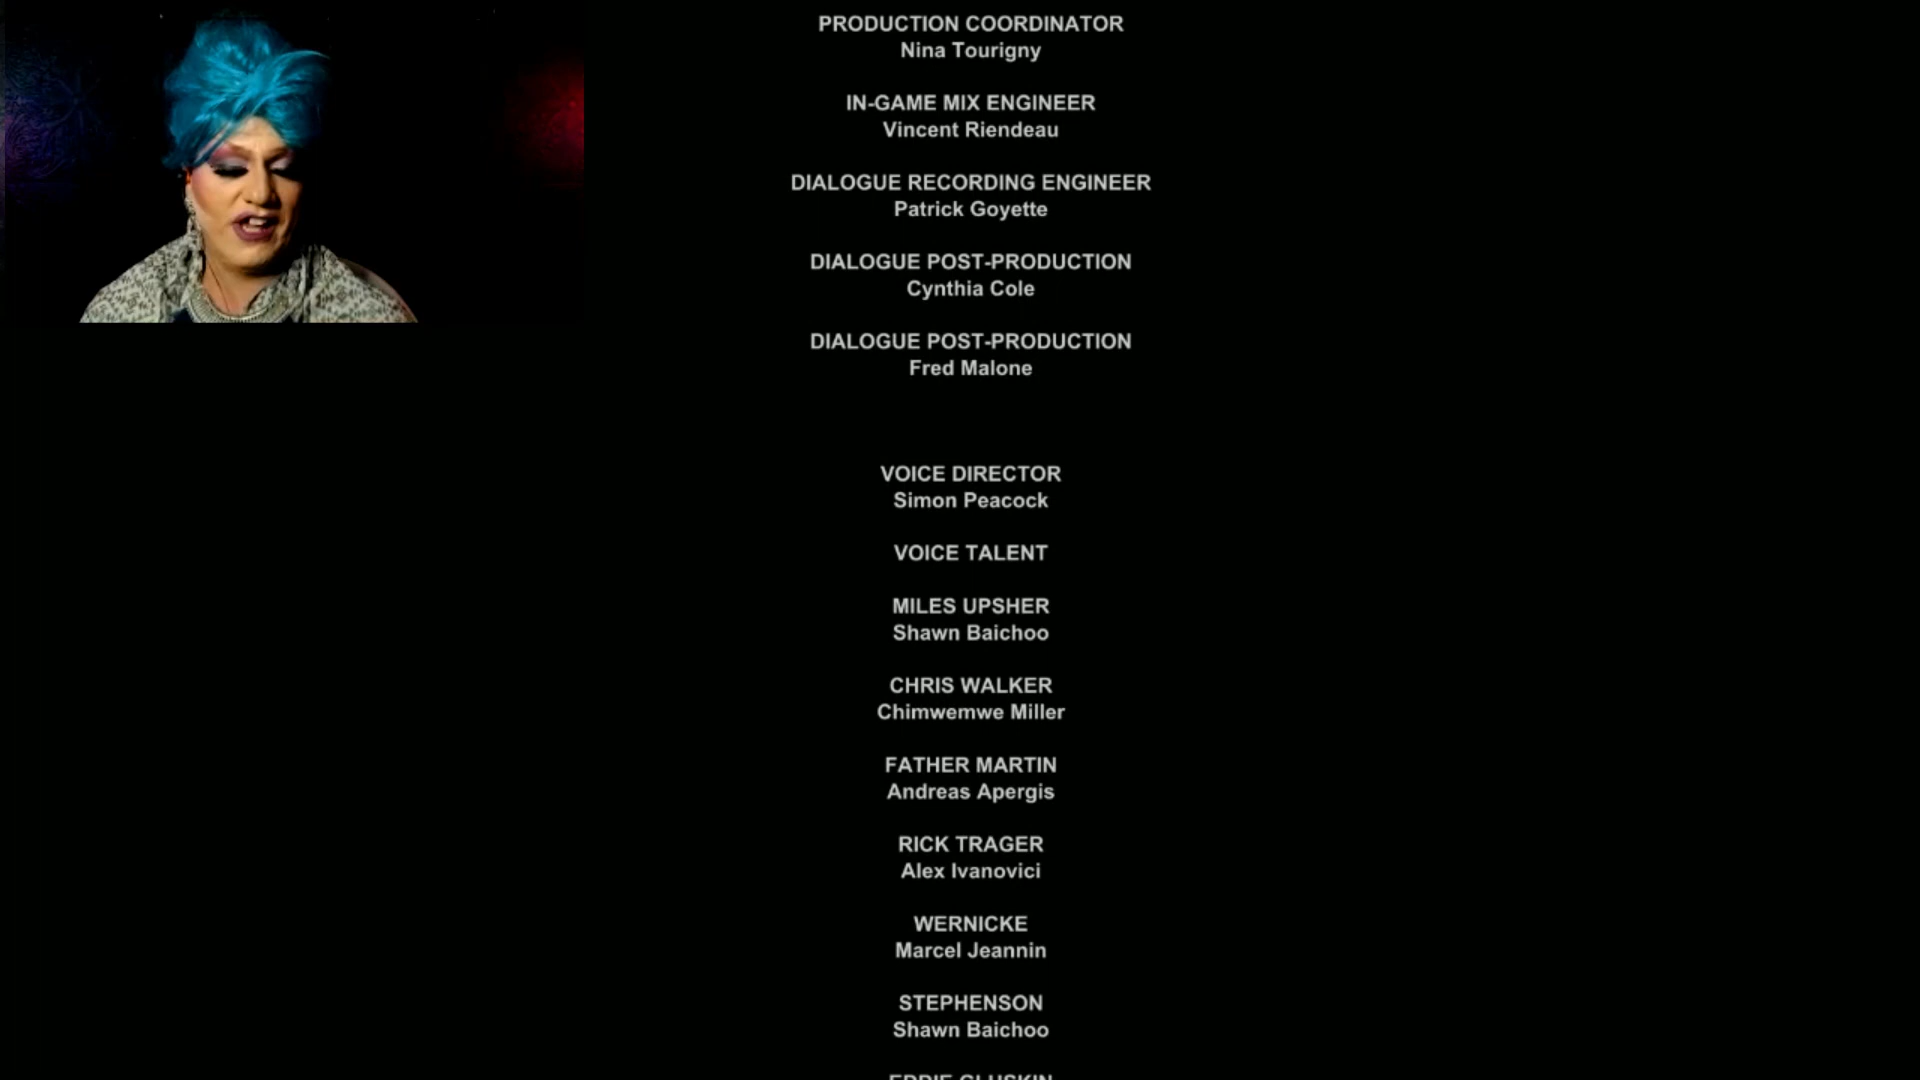 PRODUCTION COORDINATOR
Nina Tourigny
IN-GAME MIX ENGINEER
Vincent Riendeau
DIALOGUE RECORDING ENGINEER
Patrick Goyette
DIALOGUE POST-PRODUCTION
Cynthia Cole
DIALOGUE POST-PRODUCTION
Fred Malone
VOICE DIRECTOR
Simon Peacock
VOICE TALENT
MILES UPSHER
Shawn Baichoo
CHRIS WALKER
Chimwemwe Miller
FATHER MARTIN
Andreas Apergis
RICK TRAGER
Alex Ivanovici
WERNICKE
Marcel Jeannin
STEPHENSON
Shawn Baichoo
EDDIE GLUSKIN